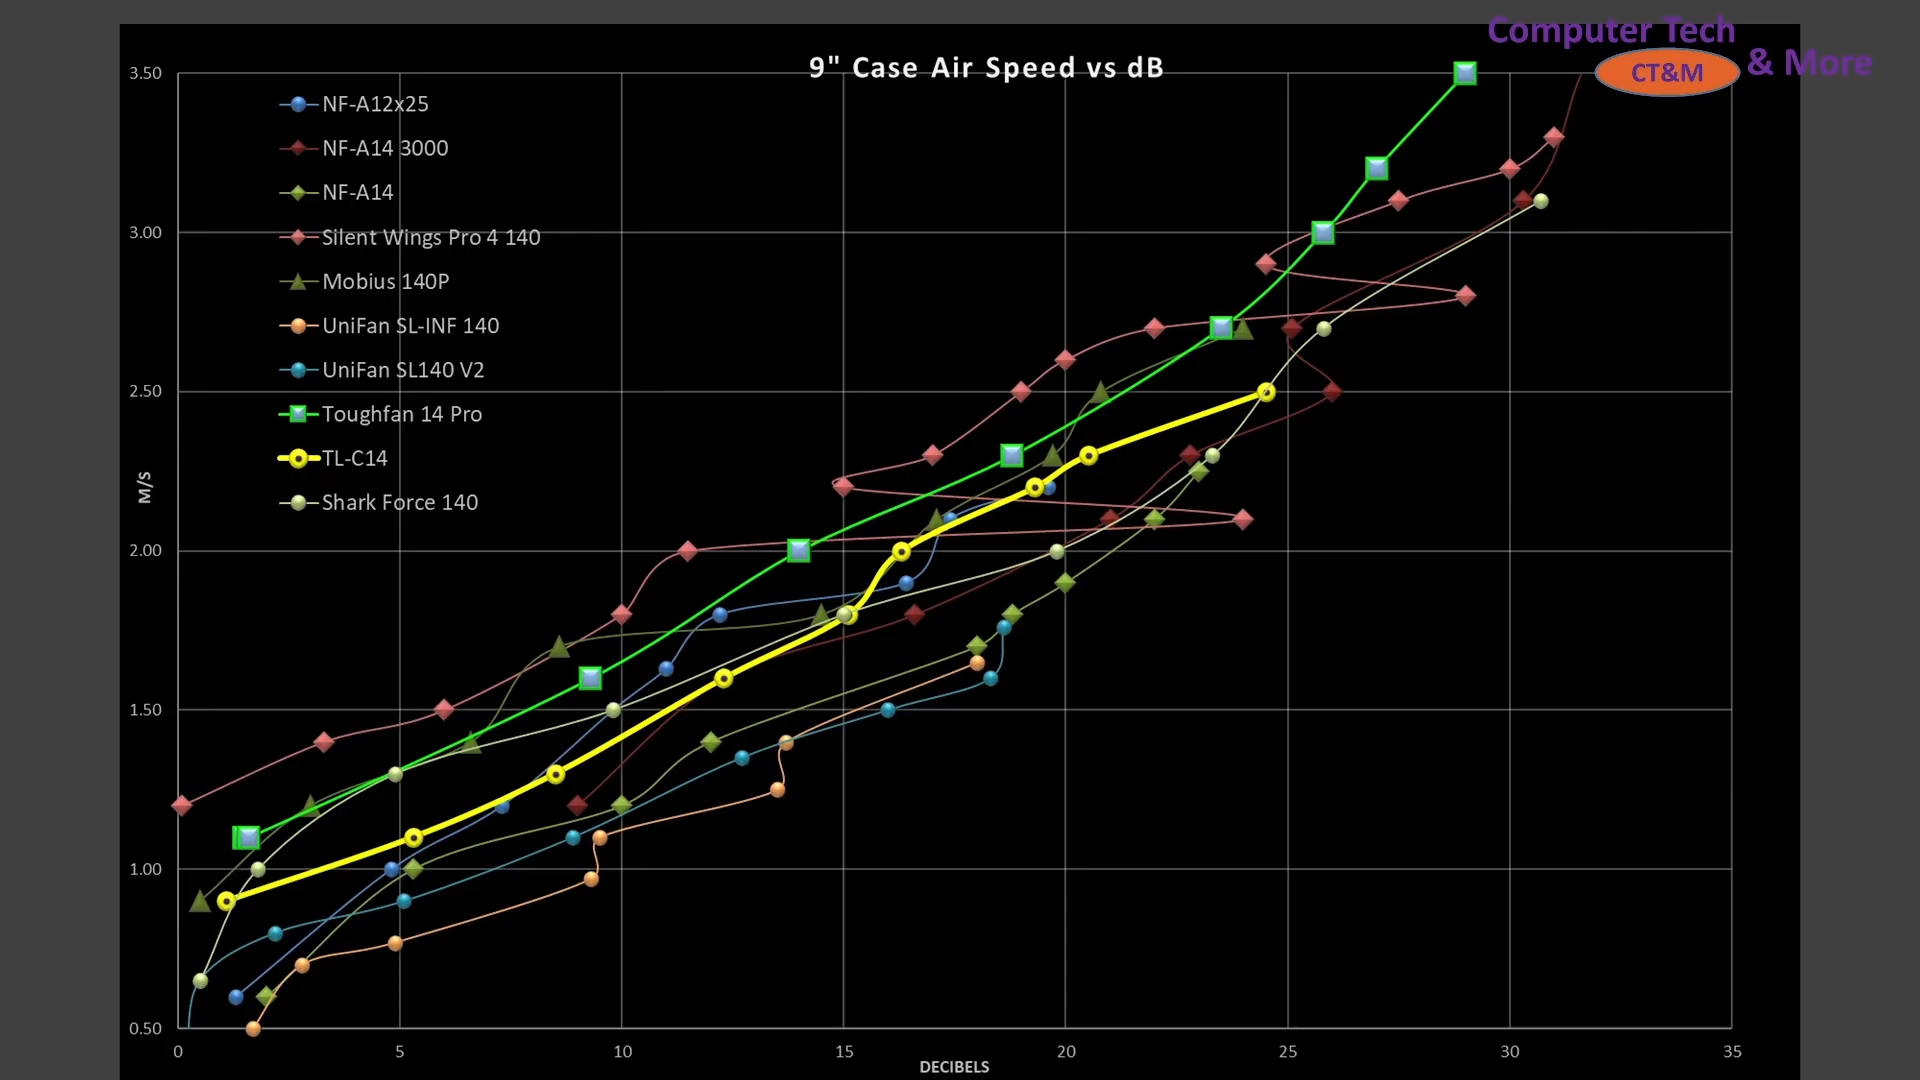 Computer Tech
CT&M & More
9" Case Air Speed vs dB
3.50
3.00
2.50
2.00
1.50
1.00
0.50
M/S
NF-A12x25
NF-A14 3000
NF-A14
Silent Wings Pro 4 140
Mobius 140P
UniFan SL-INF 140
UniFan SL140 V2
Toughfan 14 Pro
TL-C14
Shark Force 140
0 5 10 15 20 25 30 35
DECIBELS